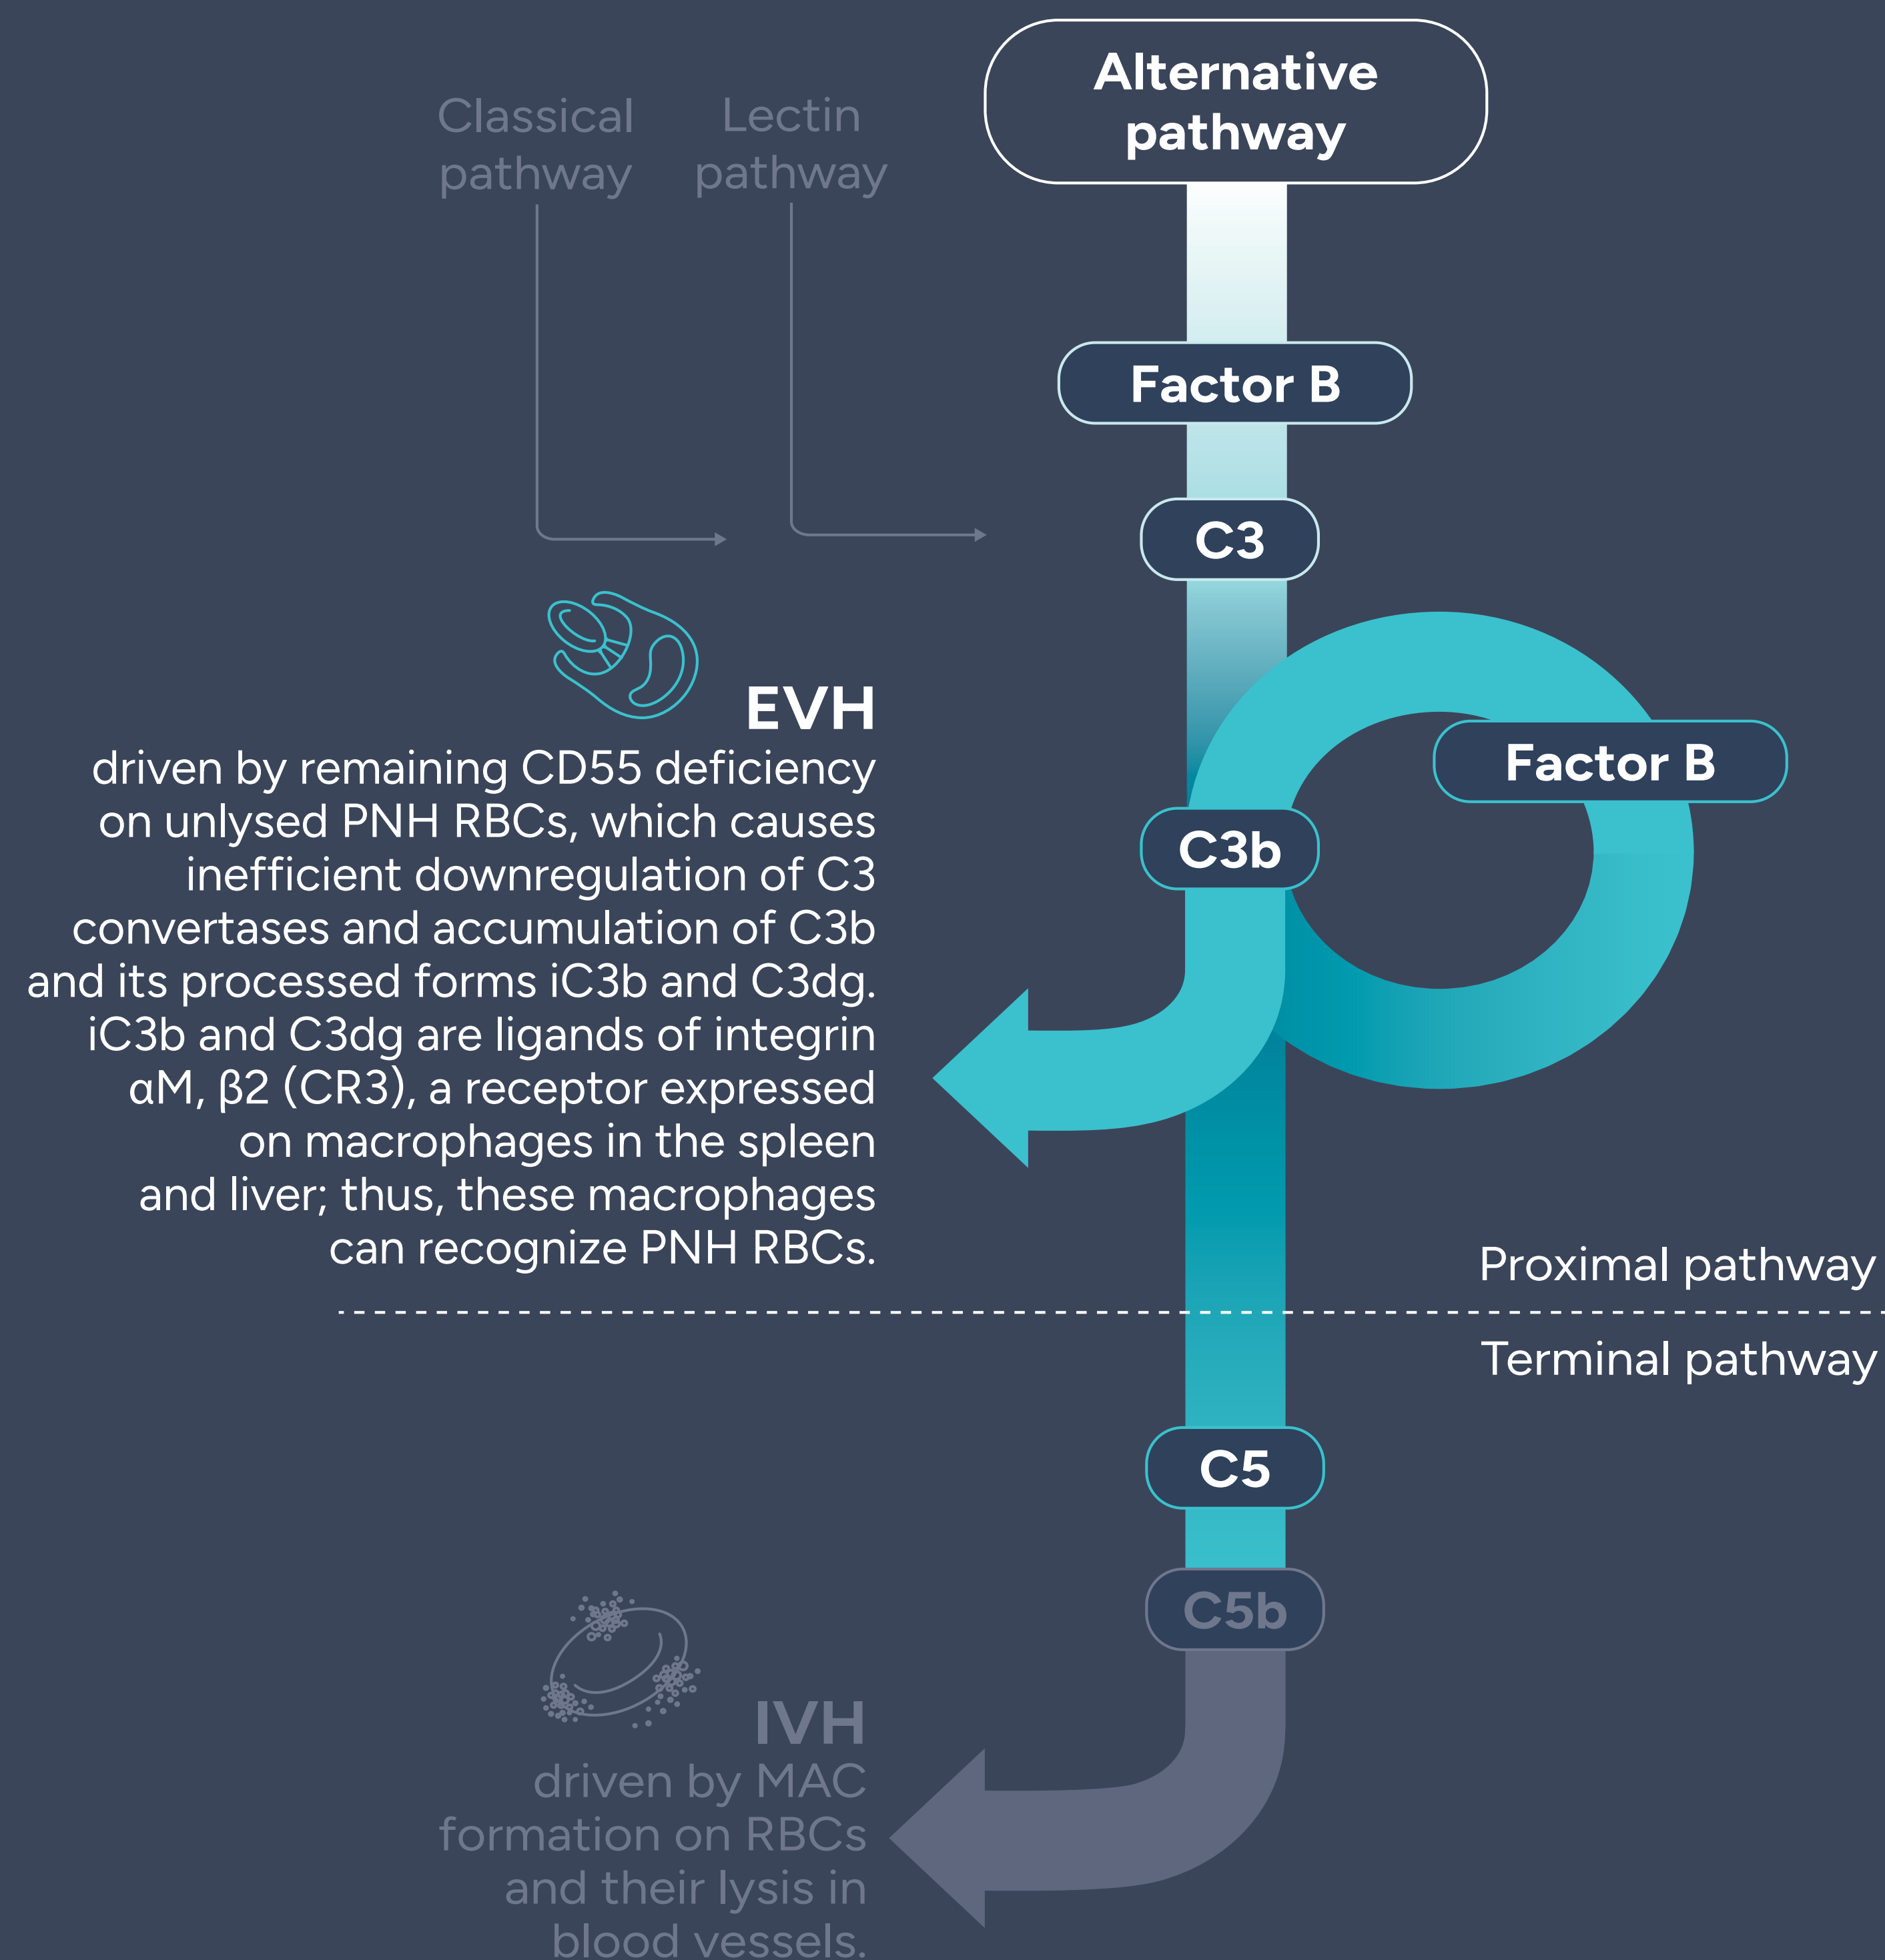 Classical
pathway
Lectin
pathway
Alternative
pathway
Factor B
C3
Factor B
C3b
EVH
driven by remaining CD55 deficiency
on unlysed PNH RBCs, which causes
inefficient downregulation of C3
convertases and accumulation of C3b
and its processed forms iC3b and C3dg.
iC3b and C3dg are ligands of integrin
αM, β2 (CR3), a receptor expressed
on macrophages in the spleen
and liver; thus, these macrophages
can recognize PNH RBCs.
Proximal pathway
Terminal pathway
C5
C5b
IVH
driven by MAC
formation on RBCs
and their lysis in
blood vessels.